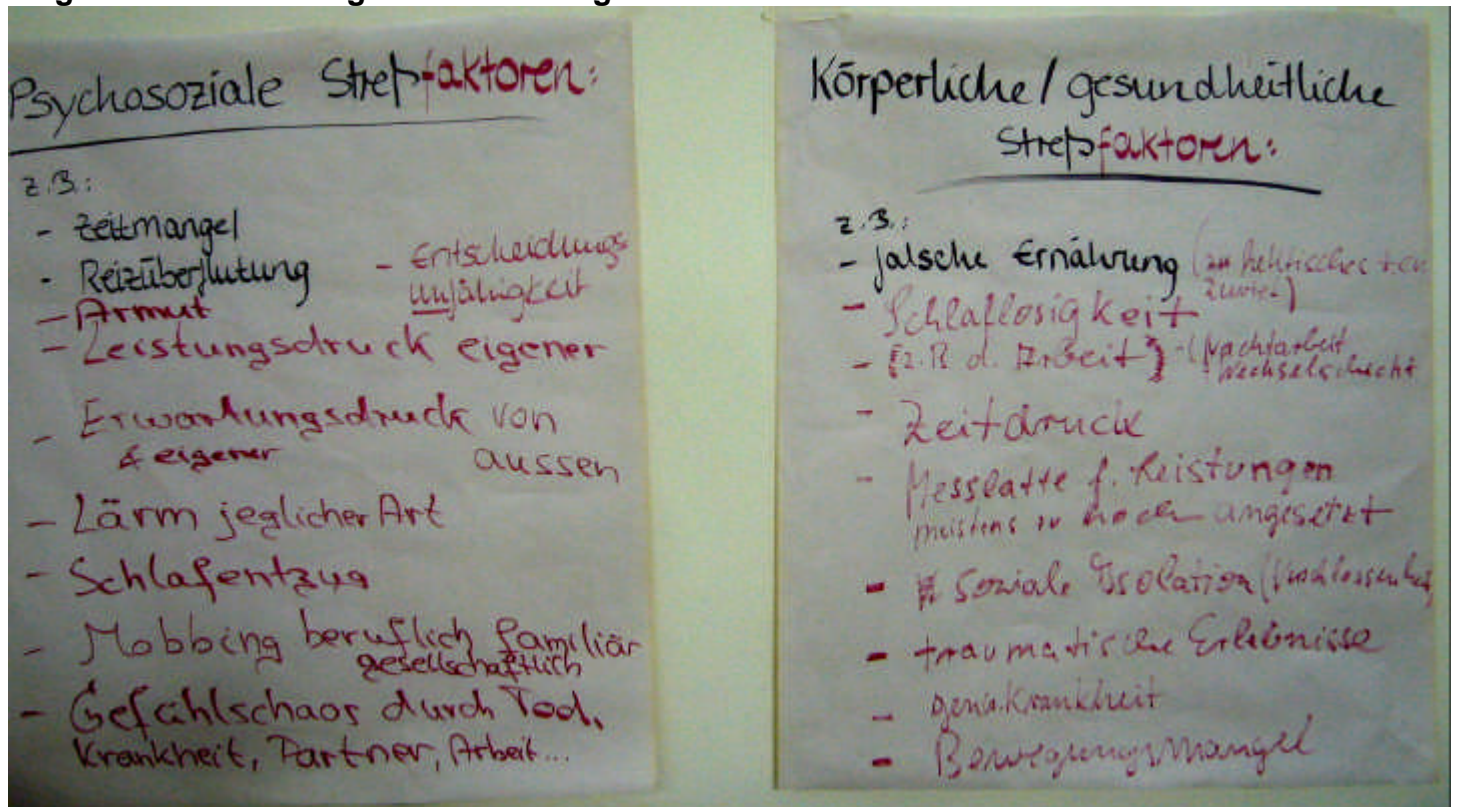 Psychosoziale Streßfaktoren:
z.B.:
- Zeitmangel
- Reizüberflutung
- Entscheidungs
unfähigkeit
- Armut
- Leistungsdruck eigener
- Erwartungsdruck von
& eigener aussen
- Lärm jeglicher Art
- Schlafentzug
- Mobbing beruflich familiär
gesellschaftlich
- Gefühlschaos durch Tod,
Krankheit, Partner, Arbeit...
Körperliche / gesundheitliche
Streßfaktoren:
z.B.:
- falsche Ernährung (zu hektisches
zuviel)
- Schlaflosigkeit
- [z.B. d. Arbeit] - (Nachtarbeit
Wechselschicht
- Zeitdruck
- Messlatte f. Leistungen
meistens zu hoch angesetzt
- soziale Isolation (
- traumatische Erlebnisse
- Krankheit
- Bewegungsmangel